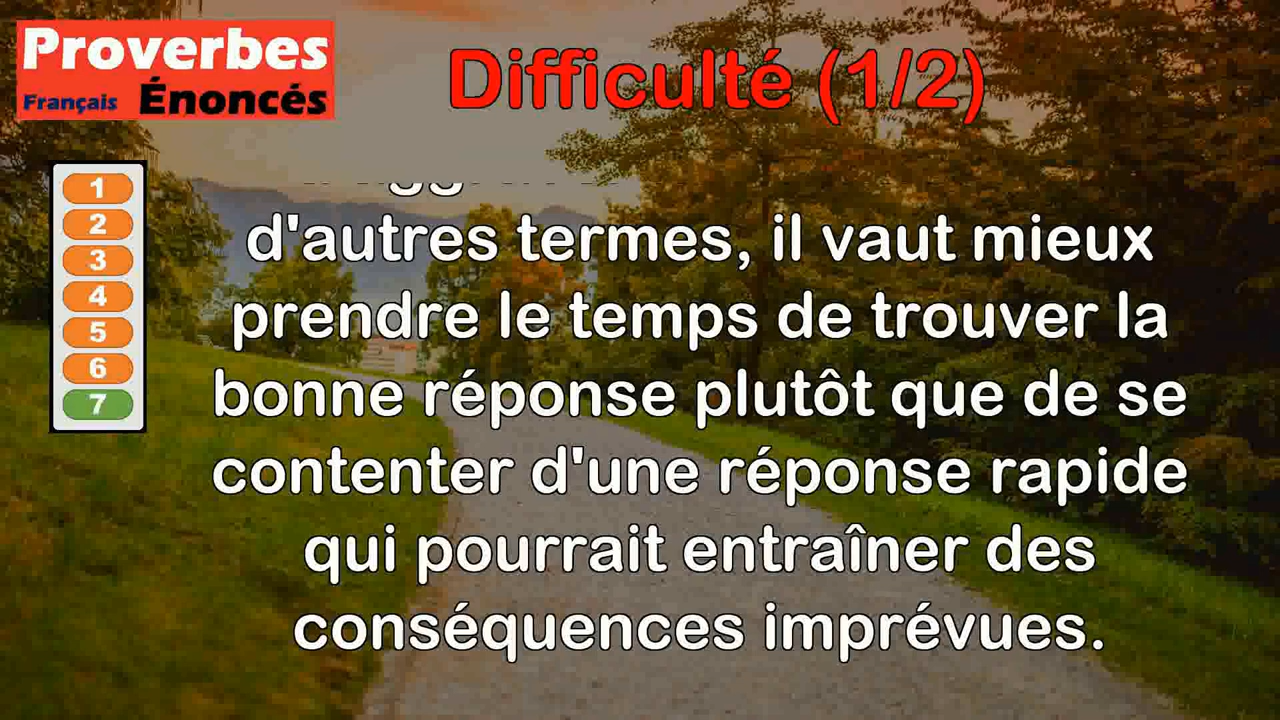 Proverbes
Français Énoncés
Difficulté (1/2)
1
2
3
4
5
6
7
d'autres termes, il vaut mieux
prendre le temps de trouver la
bonne réponse plutôt que de se
contenter d'une réponse rapide
qui pourrait entraîner des
conséquences imprévues.